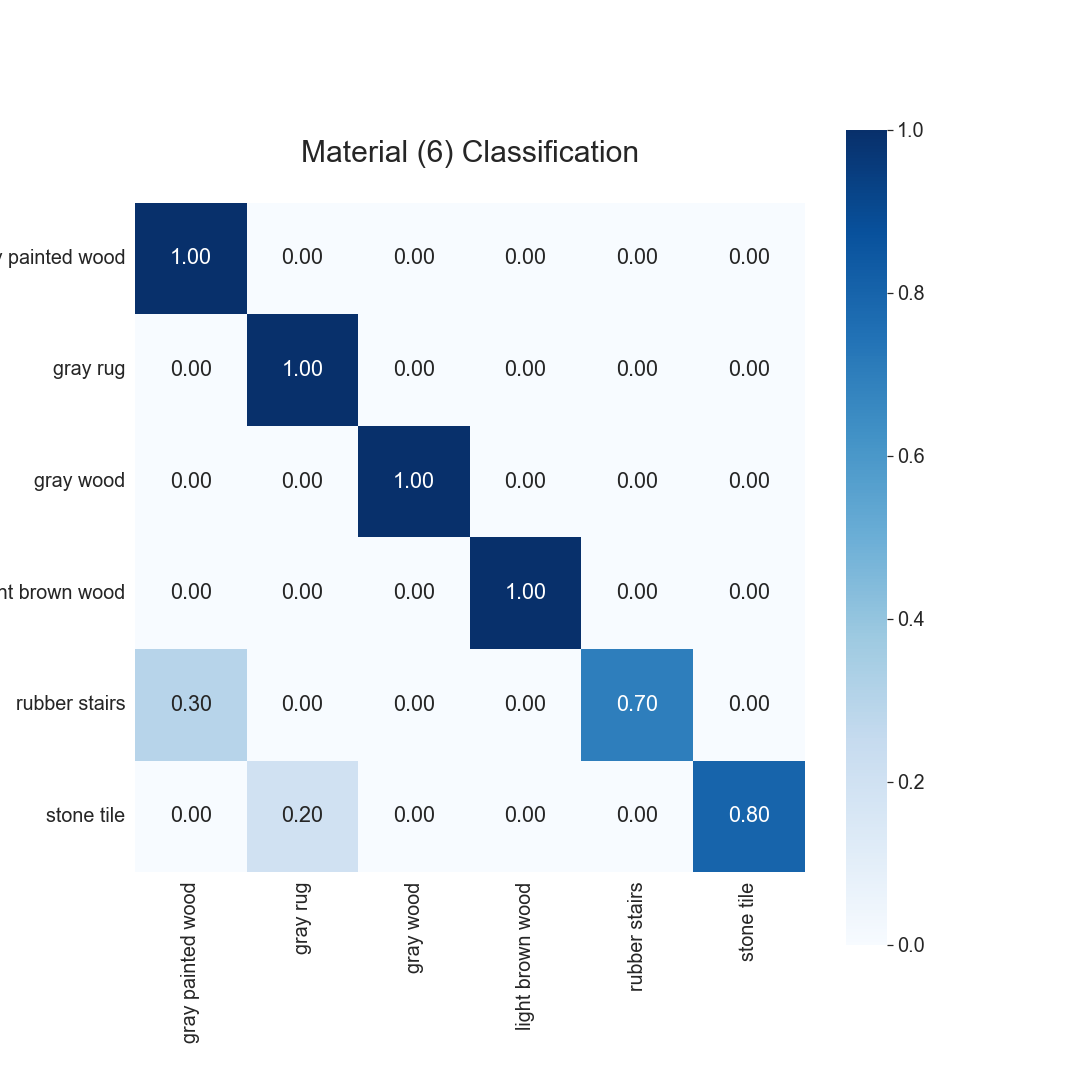 Material (6) Classification
1.0
painted wood 1.00 0.00 0.00 0.00 0.00 0.00
0.8
gray rug 0.00 1.00 0.00 0.00 0.00 0.00
0.6
gray wood 0.00 0.00 1.00 0.00 0.00 0.00
brown wood 0.00 0.00 0.00 1.00 0.00 0.00
0.4
rubber stairs 0.30 0.00 0.00 0.00 0.70 0.00
0.2
stone tile 0.00 0.20 0.00 0.00 0.00 0.80
0.0
gray painted wood
gray rug
gray wood
light brown wood
rubber stairs
stone tile